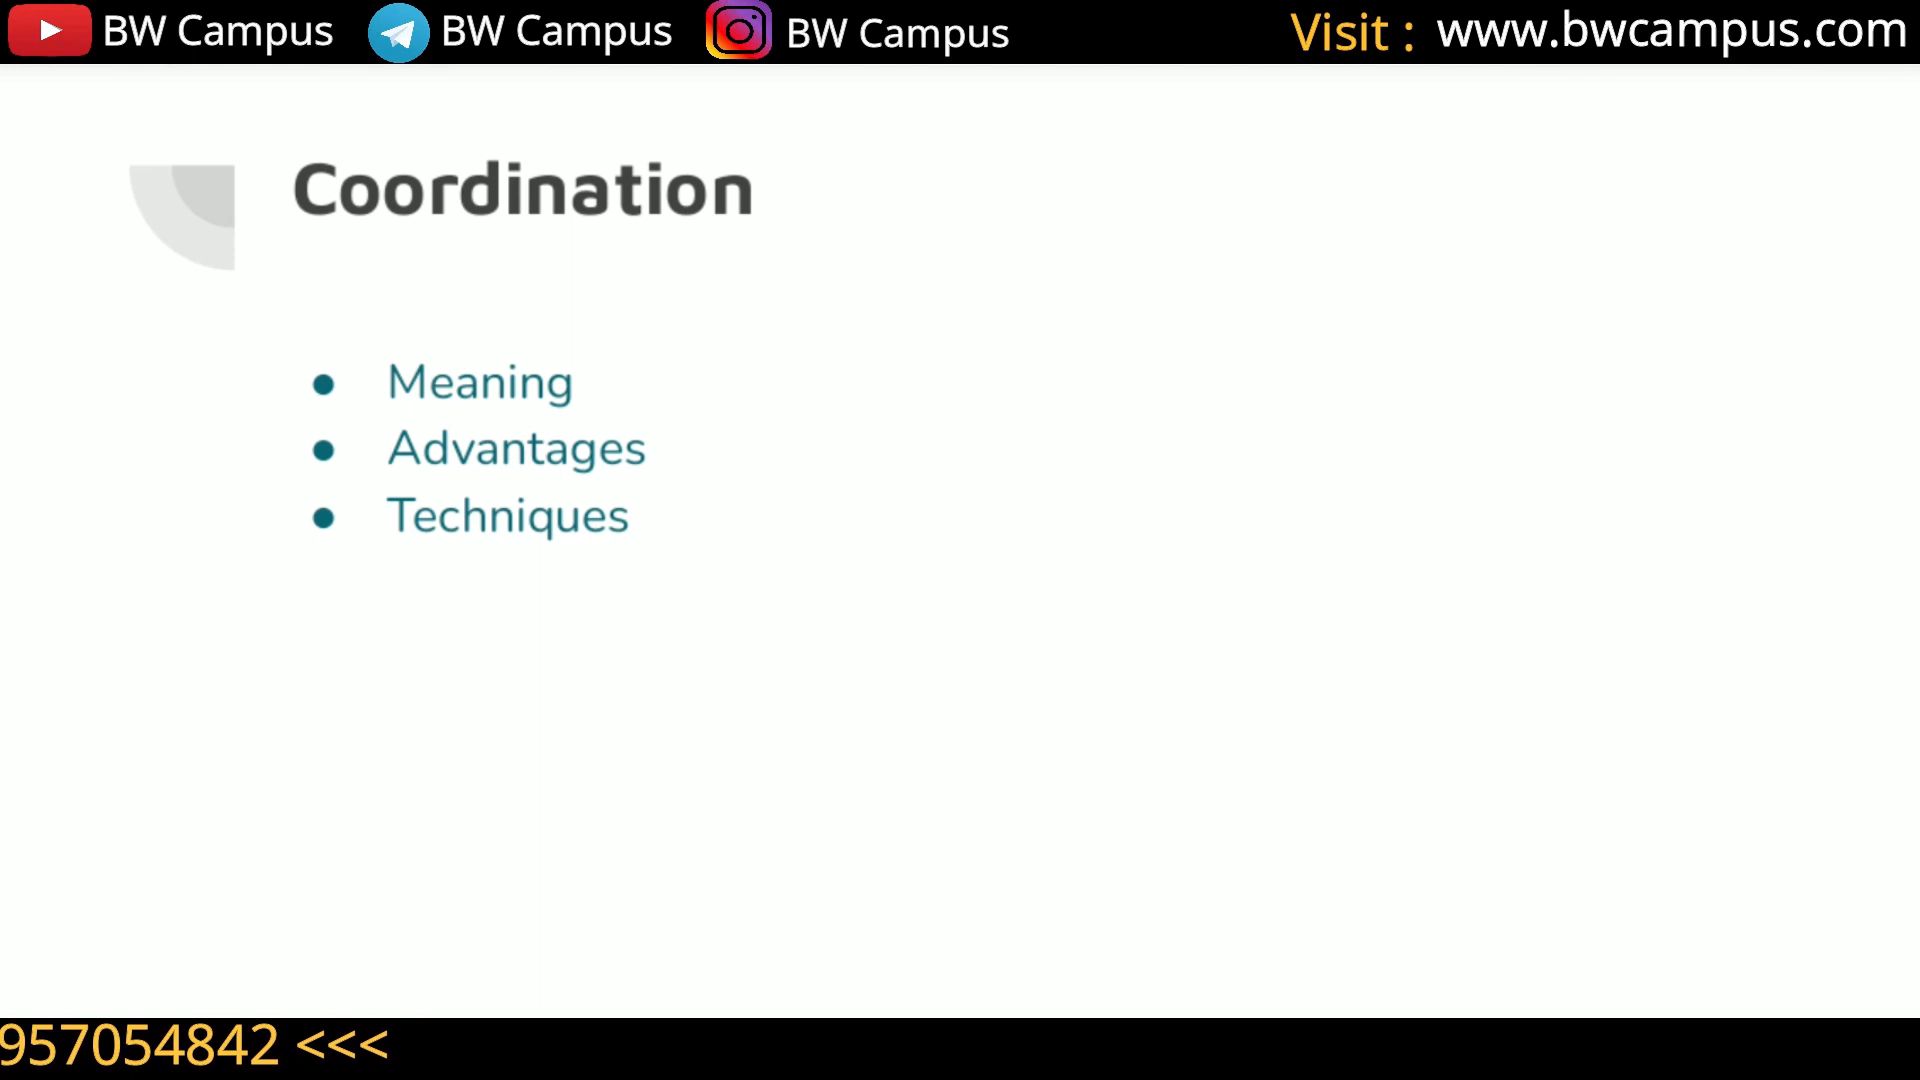 BW Campus BW Campus BW Campus Visit : www.bwcampus.com
Coordination
● Meaning
● Advantages
● Techniques
957054842 <<<